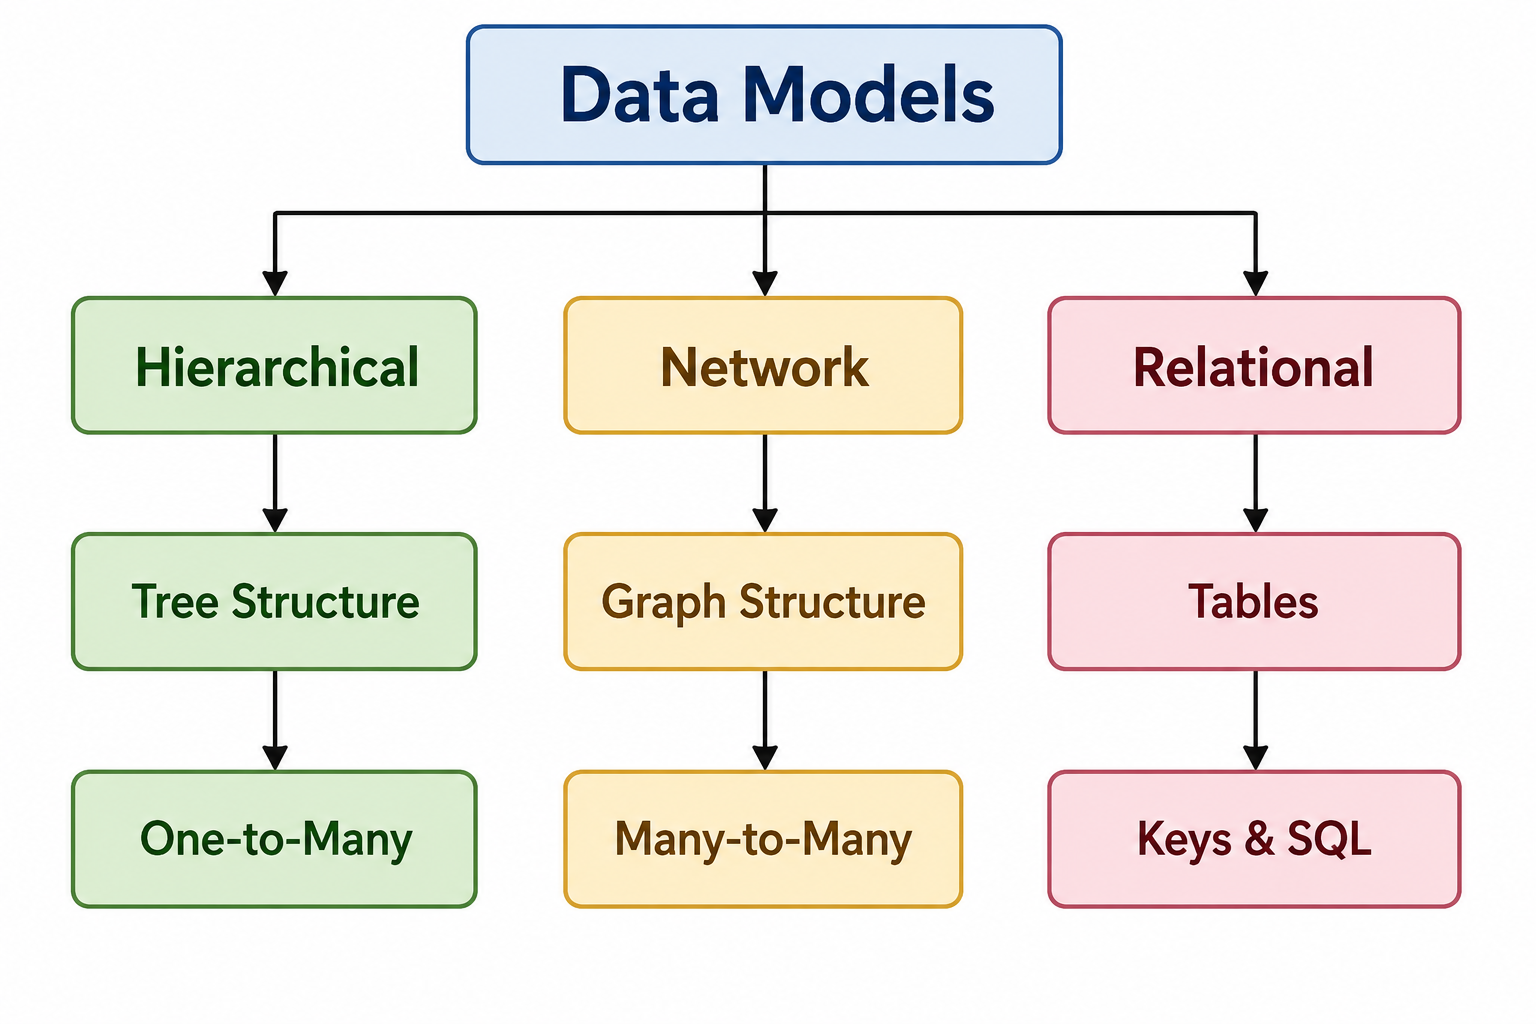 Data Models
Hierarchical
Network
Relational
Tree Structure
Graph Structure
Tables
One-to-Many
Many-to-Many
Keys & SQL